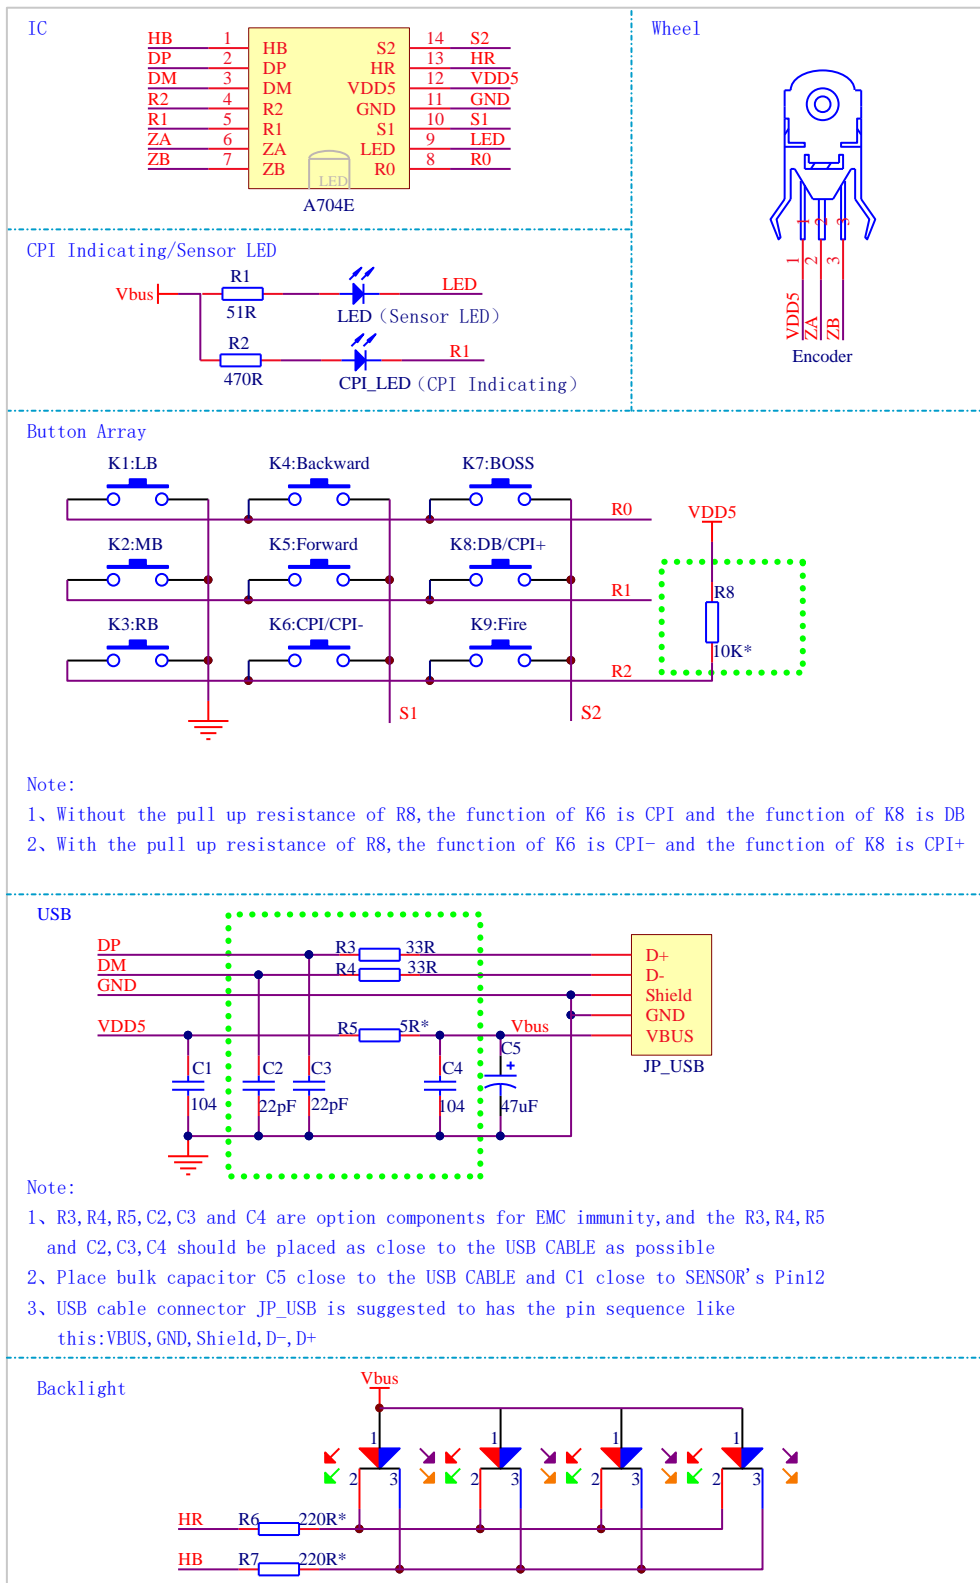 IC
HB 1 HB S2 14 S2
DP 2 DP HR 13 HR
DM 3 DM VDD5 12 VDD5
R2 4 R2 GND 11 GND
R1 5 R1 S1 10 S1
ZA 6 ZA LED 9 LED
ZB 7 ZB R0 8 R0
LED
A704E
Wheel
1 2 3
1 2 3
VDD5 ZA ZB
Encoder
CPI Indicating/Sensor LED
Vbus R1 51R LED
LED（Sensor LED）
R2 470R R1
CPI_LED（CPI Indicating）
Button Array
K1:LB K4:Backward K7:BOSS
R0 VDD5
K2:MB K5:Forward K8:DB/CPI+
R1 R8
K3:RB K6:CPI/CPI- K9:Fire
10K*
R2
S1 S2
Note:
1、Without the pull up resistance of R8,the function of K6 is CPI and the function of K8 is DB
2、With the pull up resistance of R8,the function of K6 is CPI- and the function of K8 is CPI+
USB
DP R3 33R D+
DM R4 33R D-
GND Shield
GND
VDD5 R5 5R* Vbus VBUS
JP_USB
C1 C2 C3 C4 C5 +
104 22pF 22pF 104 47uF
Note:
1、R3,R4,R5,C2,C3 and C4 are option components for EMC immunity,and the R3,R4,R5
and C2,C3,C4 should be placed as close to the USB CABLE as possible
2、Place bulk capacitor C5 close to the USB CABLE and C1 close to SENSOR's Pin12
3、USB cable connector JP_USB is suggested to has the pin sequence like
this:VBUS,GND,Shield,D-,D+
Backlight
Vbus
1 1 1 1
2 3 2 3 2 3 2 3
HR R6 220R*
HB R7 220R*